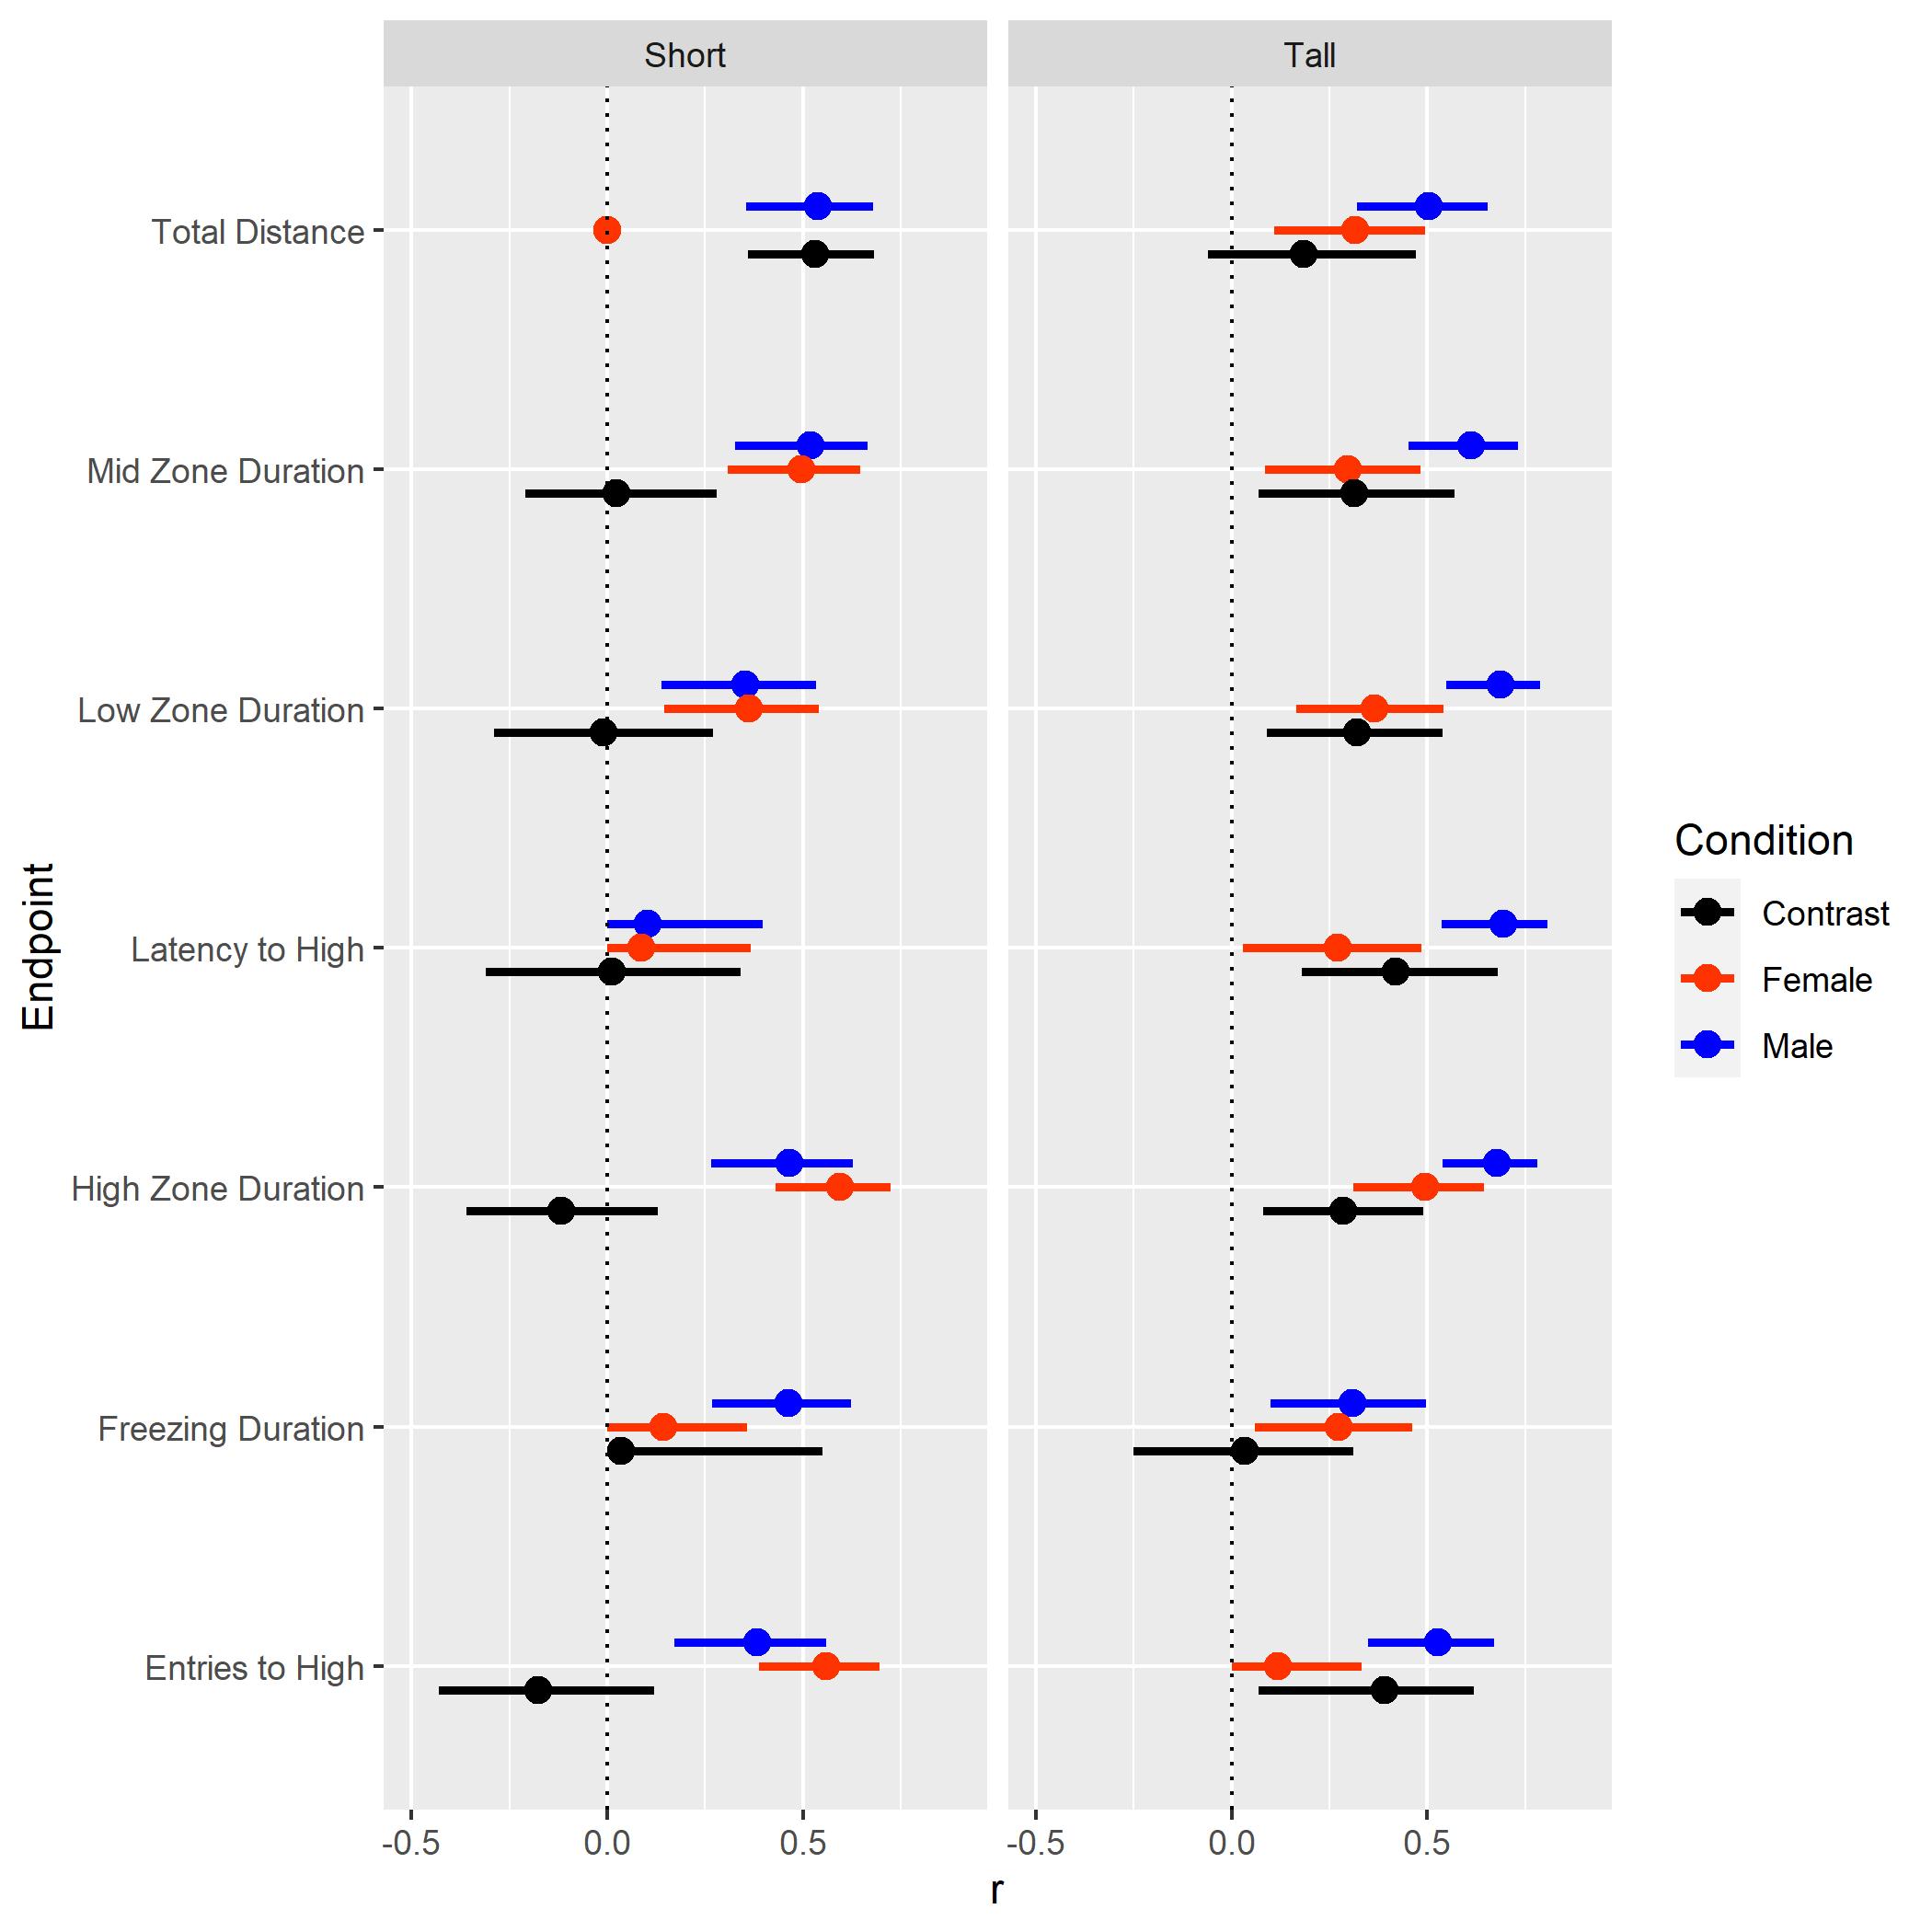 Short
Tall
Total Distance
Mid Zone Duration
Low Zone Duration
Latency to High
High Zone Duration
Freezing Duration
Entries to High
Endpoint
-0.5
0.0
0.5
-0.5
0.0
0.5
r
Condition
Contrast
Female
Male